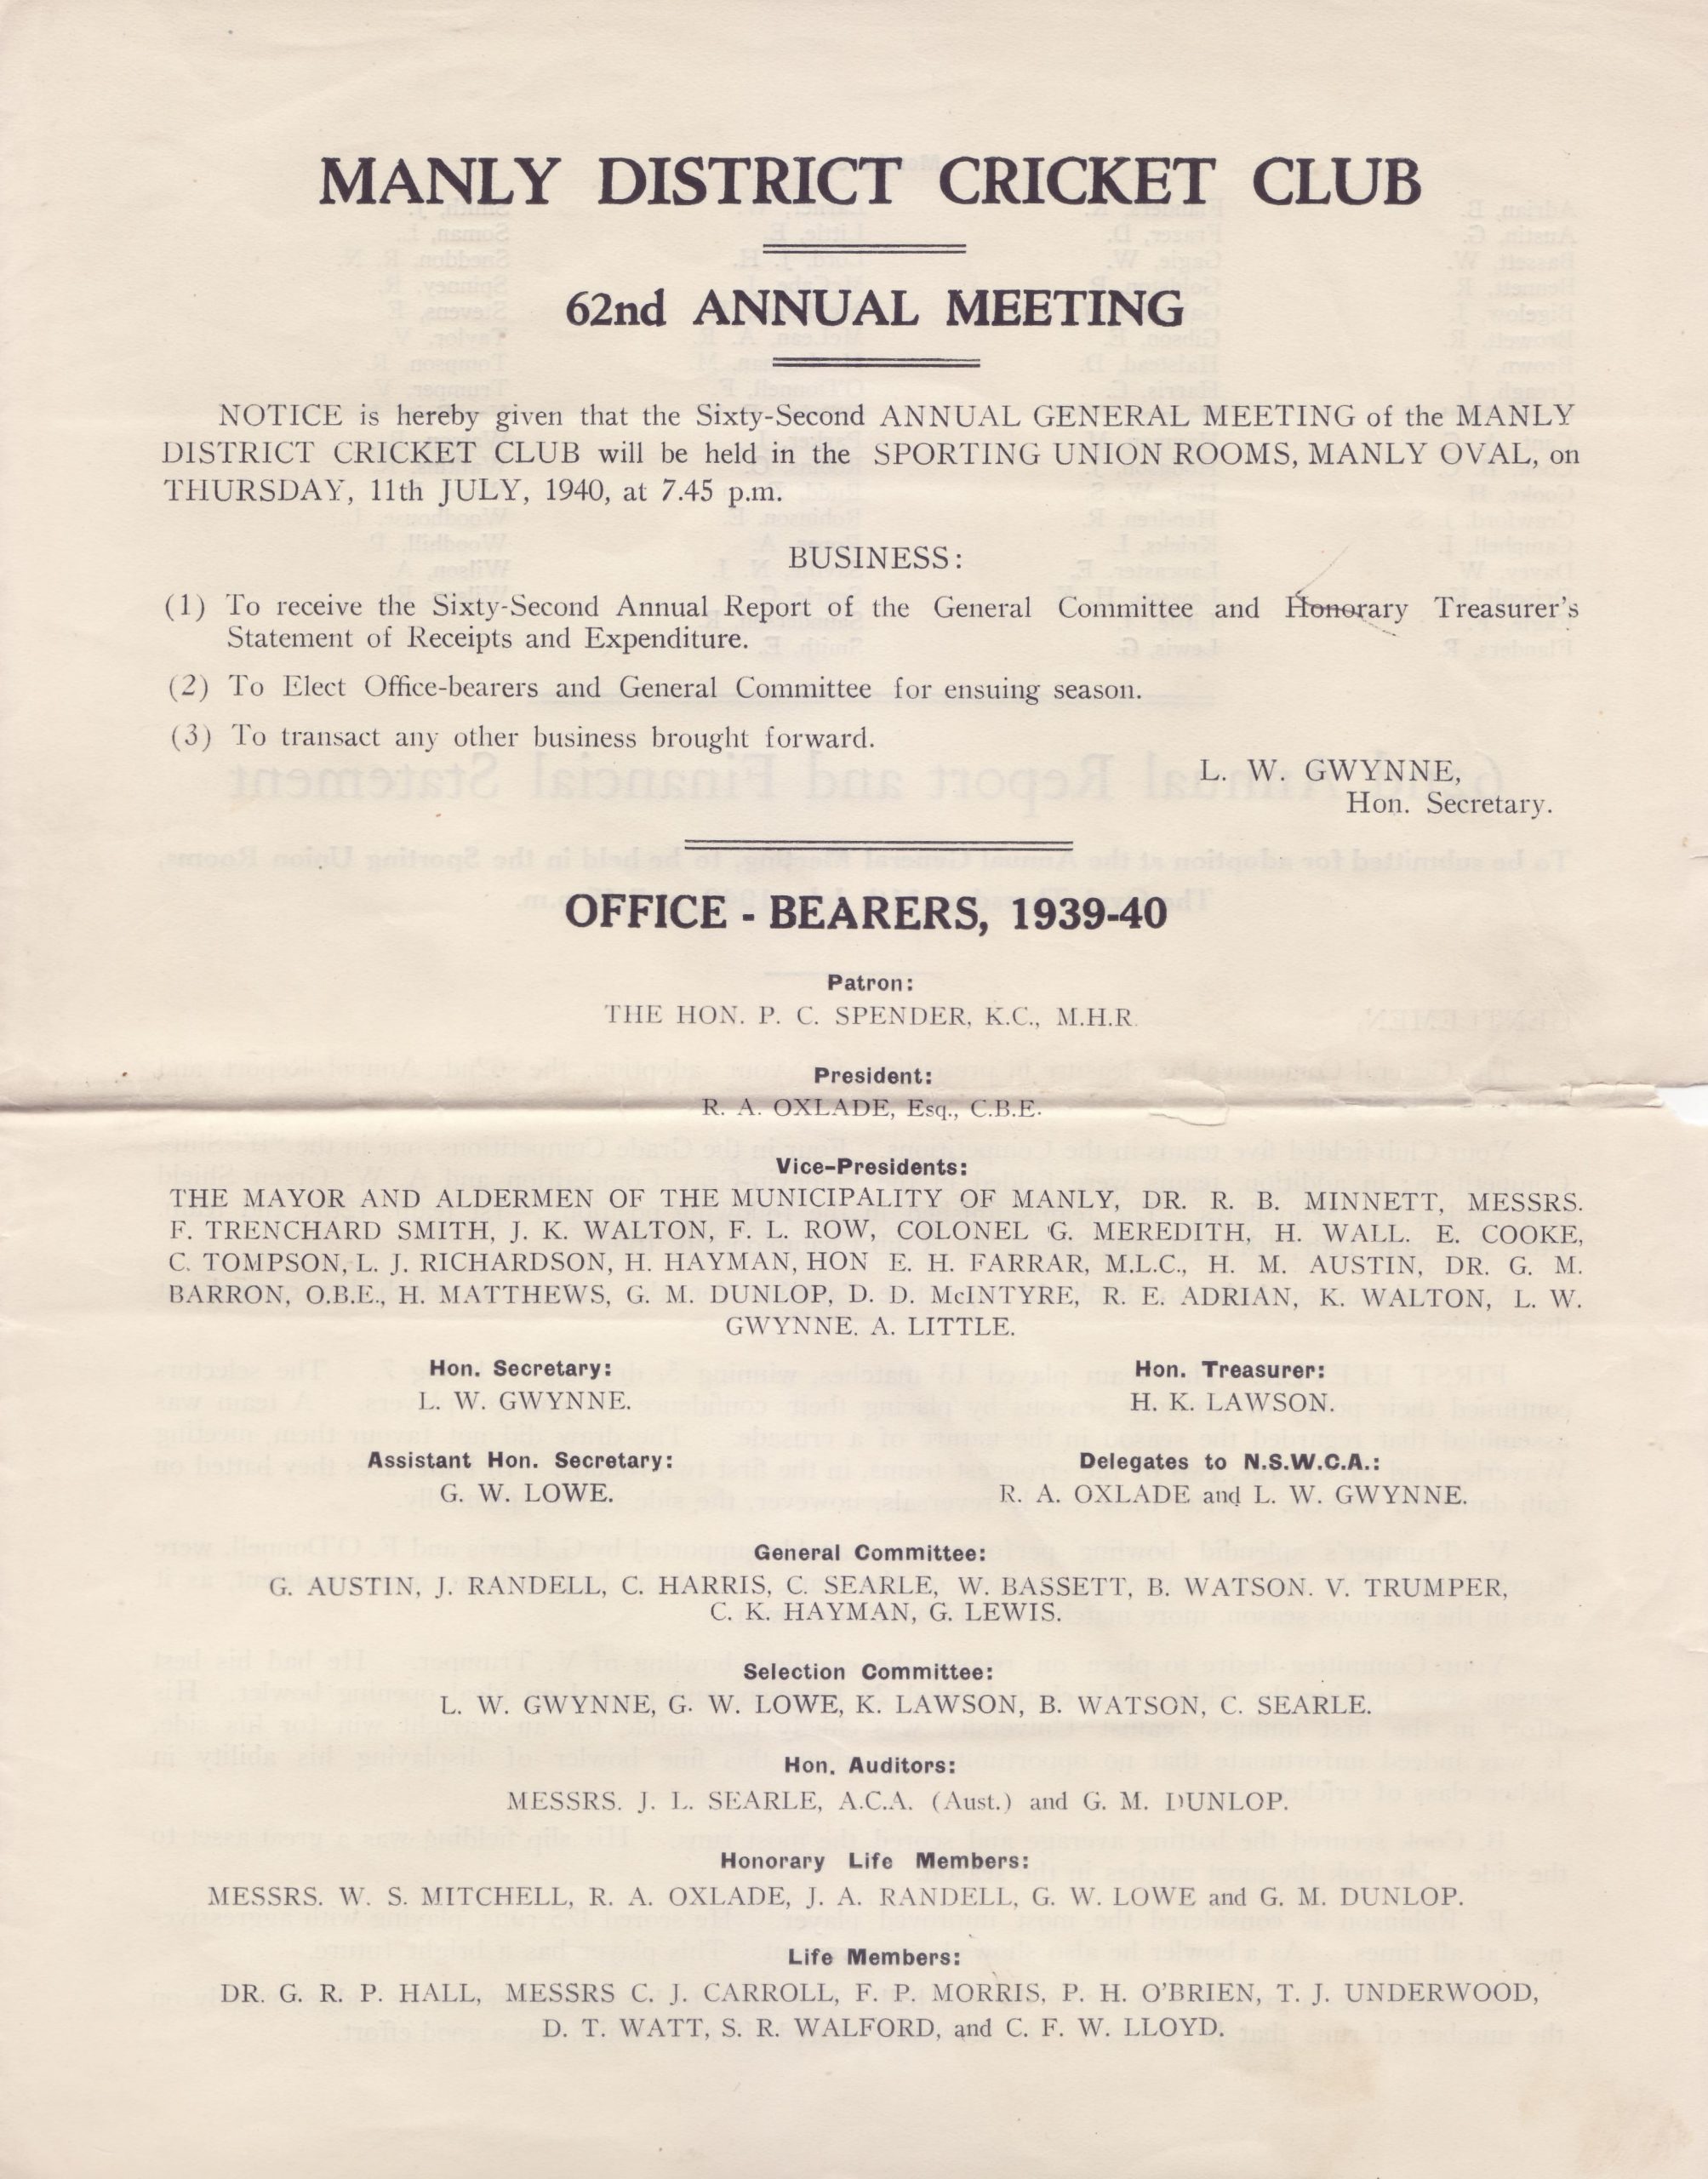 MANLY DISTRICT CRICKET CLUB
62nd ANNUAL MEETING
NOTICE is hereby given that the Sixty-Second ANNUAL GENERAL MEETING of the MANLY
DISTRICT CRICKET CLUB will be held in the SPORTING UNION ROOMS, MANLY OVAL, on
THURSDAY, 11th JULY, 1940, at 7.45 p.m.
BUSINESS:
(1) To receive the Sixty-Second Annual Report of the General Committee and Honorary Treasurer's
Statement of Receipts and Expenditure.
(2) To Elect Office-bearers and General Committee for ensuing season.
(3) To transact any other business brought forward.
L. W. GWYNNE,
Hon. Secretary.
OFFICE - BEARERS, 1939-40
Patron:
THE HON. P. C. SPENDER, K.C., M.H.R.
President:
R. A. OXLADE, Esq., C.B.E.
Vice-Presidents:
THE MAYOR AND ALDERMEN OF THE MUNICIPALITY OF MANLY, DR. R. B. MINNETT, MESSRS.
F. TRENCHARD SMITH, J. K. WALTON, F. L. ROW, COLONEL G. MEREDITH, H. WALL. E. COOKE,
C. TOMPSON, L. J. RICHARDSON, H. HAYMAN, HON E. H. FARRAR, M.L.C., H. M. AUSTIN, DR. G. M.
BARRON, O.B.E., H. MATTHEWS, G. M. DUNLOP, D. D. McINTYRE, R. E. ADRIAN, K. WALTON, L. W.
GWYNNE. A. LITTLE.
Hon. Secretary:
L. W. GWYNNE.
Hon. Treasurer:
H. K. LAWSON.
Assistant Hon. Secretary:
G. W. LOWE.
Delegates to N.S.W.C.A.:
R. A. OXLADE and L. W. GWYNNE.
General Committee:
G. AUSTIN, J. RANDELL, C. HARRIS, C. SEARLE, W. BASSETT, B. WATSON. V. TRUMPER,
C. K. HAYMAN, G. LEWIS.
Selection Committee:
L. W. GWYNNE, G. W. LOWE, K. LAWSON, B. WATSON, C. SEARLE.
Hon. Auditors:
MESSRS. J. L. SEARLE, A.C.A. (Aust.) and G. M. DUNLOP.
Honorary Life Members:
MESSRS. W. S. MITCHELL, R. A. OXLADE, J. A. RANDELL, G. W. LOWE and G. M. DUNLOP.
Life Members:
DR. G. R. P. HALL, MESSRS C. J. CARROLL, F. P. MORRIS, P. H. O'BRIEN, T. J. UNDERWOOD,
D. T. WATT, S. R. WALFORD, and C. F. W. LLOYD.